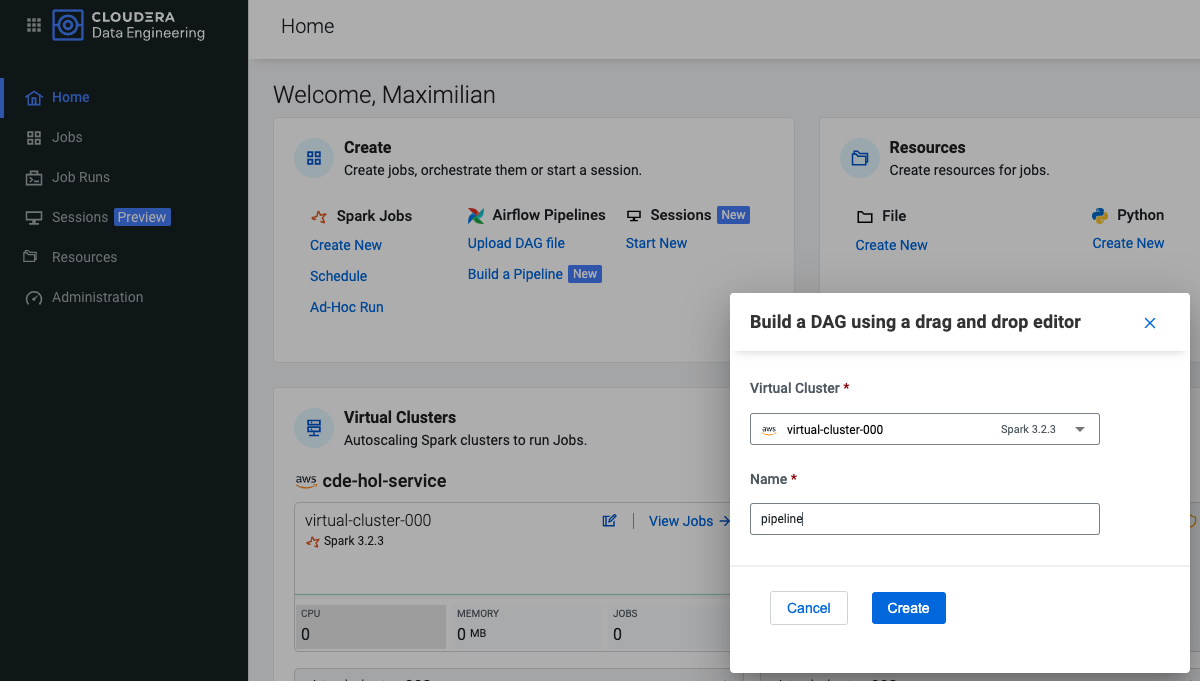 CLOUDERA
Data Engineering
Home
Jobs
Job Runs
Sessions Preview
Resources
Administration
Home
Welcome, Maximilian
Create
Create jobs, orchestrate them or start a session.
Spark Jobs
Create New
Schedule
Ad-Hoc Run
Airflow Pipelines
Upload DAG file
Build a Pipeline New
Sessions New
Start New
Resources
Create resources for jobs.
File
Create New
Python
Create New
Virtual Clusters
Autoscaling Spark clusters to run Jobs.
aws cde-hol-service
virtual-cluster-000
View Jobs
Spark 3.2.3
CPU
0
MEMORY
0 MB
JOBS
0
Build a DAG using a drag and drop editor
Virtual Cluster *
aws virtual-cluster-000 Spark 3.2.3
Name *
pipeline
Cancel
Create